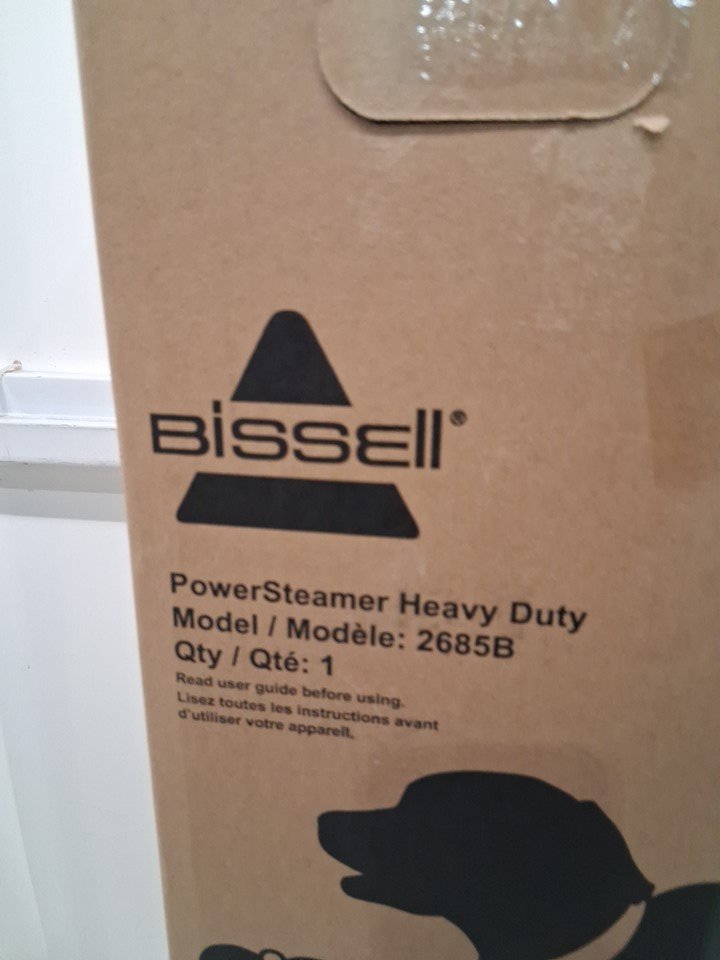 BISSELL®
PowerSteamer Heavy Duty
Model / Modèle: 2685B
Qty / Qté: 1
Read user guide before using.
Lisez toutes les instructions avant
d'utiliser votre appareil.